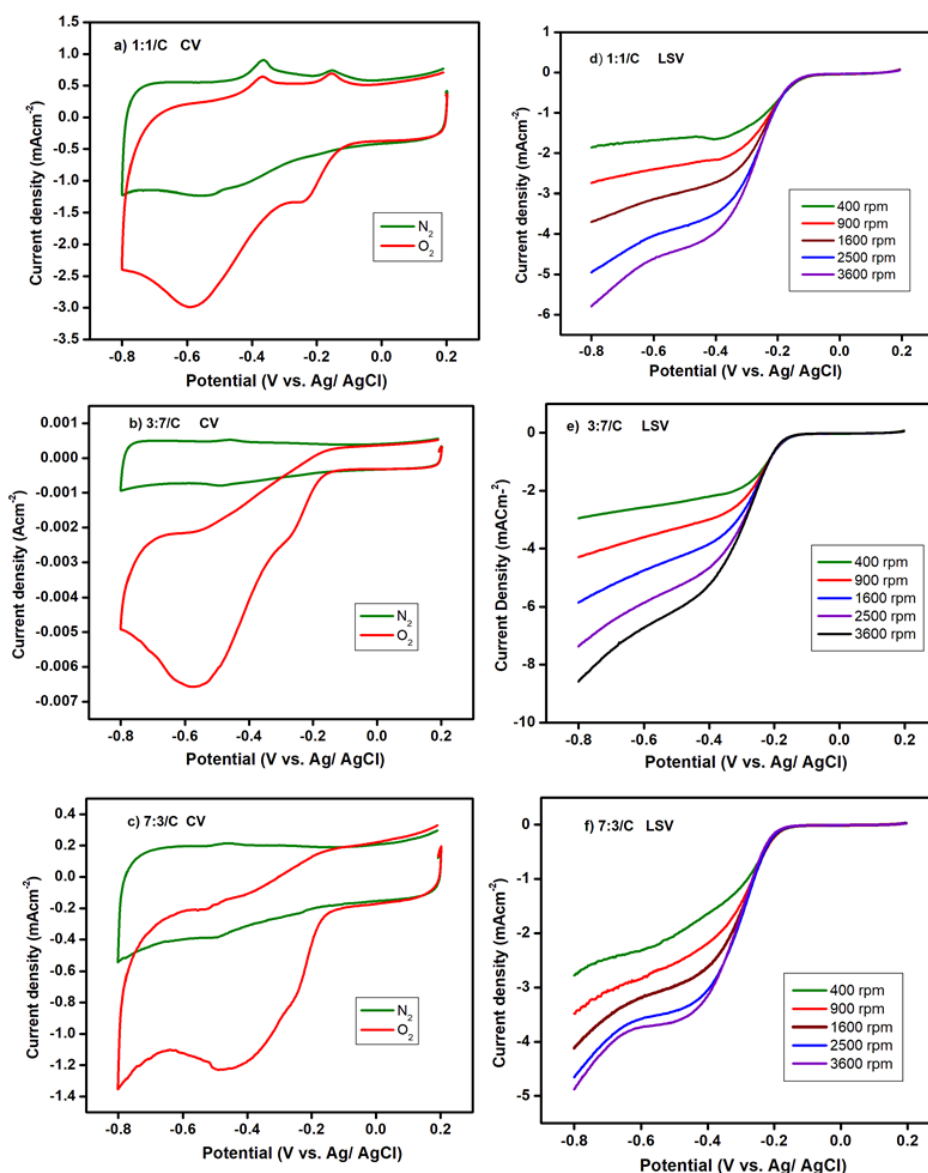 a) 1:1/C CV
1.5
1.0
0.5
0.0
-0.5
-1.0
-1.5
-2.0
-2.5
-3.0
-3.5
Current density (mAcm-2)
N2
O2
-0.8 -0.6 -0.4 -0.2 0.0 0.2
Potential (V vs. Ag/ AgCl)
d) 1:1/C LSV
1
0
-1
-2
-3
-4
-5
-6
Current density (mAcm-2)
400 rpm
900 rpm
1600 rpm
2500 rpm
3600 rpm
-0.8 -0.6 -0.4 -0.2 0.0 0.2
Potential (V vs. Ag/ AgCl)
b) 3:7/C CV
0.001
0.000
-0.001
-0.002
-0.003
-0.004
-0.005
-0.006
-0.007
Current density (Acm-2)
N2
O2
-0.8 -0.6 -0.4 -0.2 0.0 0.2
Potential (V vs. Ag/ AgCl)
e) 3:7/C LSV
0
-2
-4
-6
-8
-10
Current Density (mACm-2)
400 rpm
900 rpm
1600 rpm
2500 rpm
3600 rpm
-0.8 -0.6 -0.4 -0.2 0.0 0.2
Potential (V vs. Ag/ AgCl)
c) 7:3/C CV
0.4
0.2
0.0
-0.2
-0.4
-0.6
-0.8
-1.0
-1.2
-1.4
Current density (mAcm-2)
N2
O2
-0.8 -0.6 -0.4 -0.2 0.0 0.2
Potential (V vs. Ag/ AgCl)
f) 7:3/C LSV
0
-1
-2
-3
-4
-5
Current density (mAcm-2)
400 rpm
900 rpm
1600 rpm
2500 rpm
3600 rpm
-0.8 -0.6 -0.4 -0.2 0.0 0.2
Potential (V vs. Ag/ AgCl)